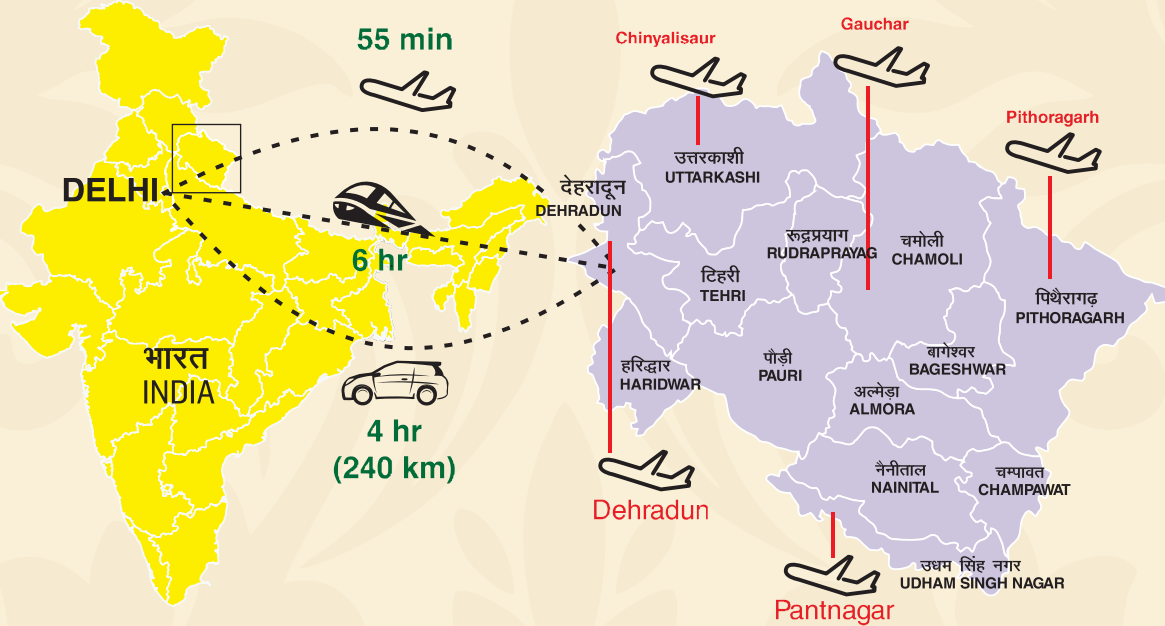 55 min
DELHI
6 hr
भारत
INDIA
4 hr
(240 km)
Chinyalisaur
Gauchar
Pithoragarh
उत्तरकाशी
UTTARKASHI
देहरादून
DEHRADUN
रूद्रप्रयाग
RUDRAPRAYAG
चमोली
CHAMOLI
टिहरी
TEHRI
पिथैरागढ़
PITHORAGARH
हरिद्धार
HARIDWAR
पौड़ी
PAURI
बागेश्वर
BAGESHWAR
अल्मेड़ा
ALMORA
नैनीताल
NAINITAL
चम्पावत
CHAMPAWAT
Dehradun
उधम सिंह नगर
UDHAM SINGH NAGAR
Pantnagar